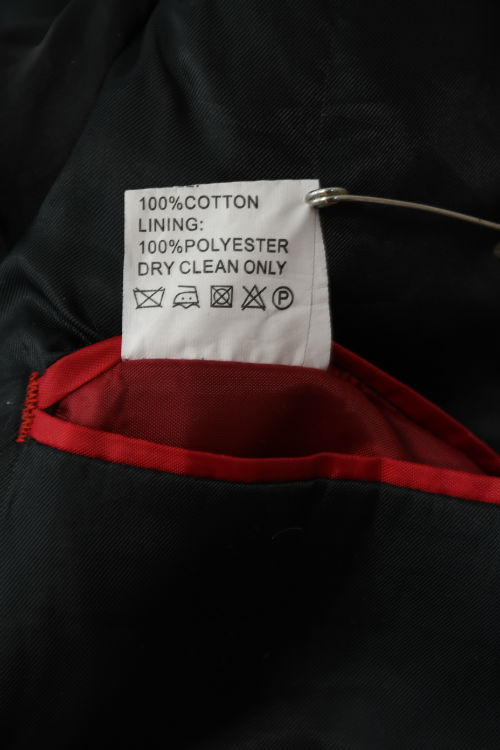 100%COTTON
LINING:
100%POLYESTER
DRY CLEAN ONLY
P